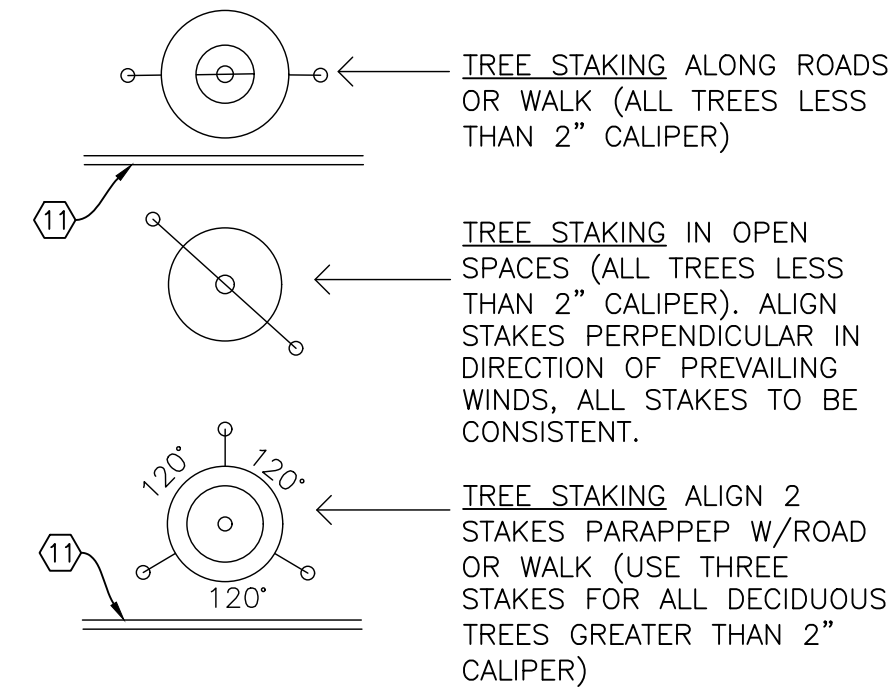 TREE STAKING ALONG ROADS
OR WALK (ALL TREES LESS
THAN 2" CALIPER)
11
TREE STAKING IN OPEN
SPACES (ALL TREES LESS
THAN 2" CALIPER). ALIGN
STAKES PERPENDICULAR IN
DIRECTION OF PREVAILING
WINDS, ALL STAKES TO BE
CONSISTENT.
120°
120°
120°
11
TREE STAKING ALIGN 2
STAKES PARAPPEP W/ROAD
OR WALK (USE THREE
STAKES FOR ALL DECIDUOUS
TREES GREATER THAN 2"
CALIPER)